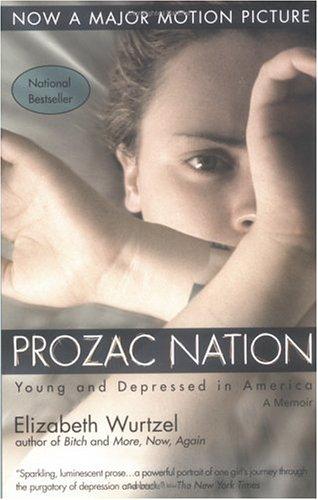 NOW A MAJOR MOTION PICTURE
National
Bestseller
PROZAC NATION
Young and Depressed in America
A Memoir
Elizabeth Wurtzel
author of Bitch and More, Now, Again
"Sparkling, luminescent prose...a powerful portrait of one girl's journey through
the purgatory of depression and back." —The New York Times